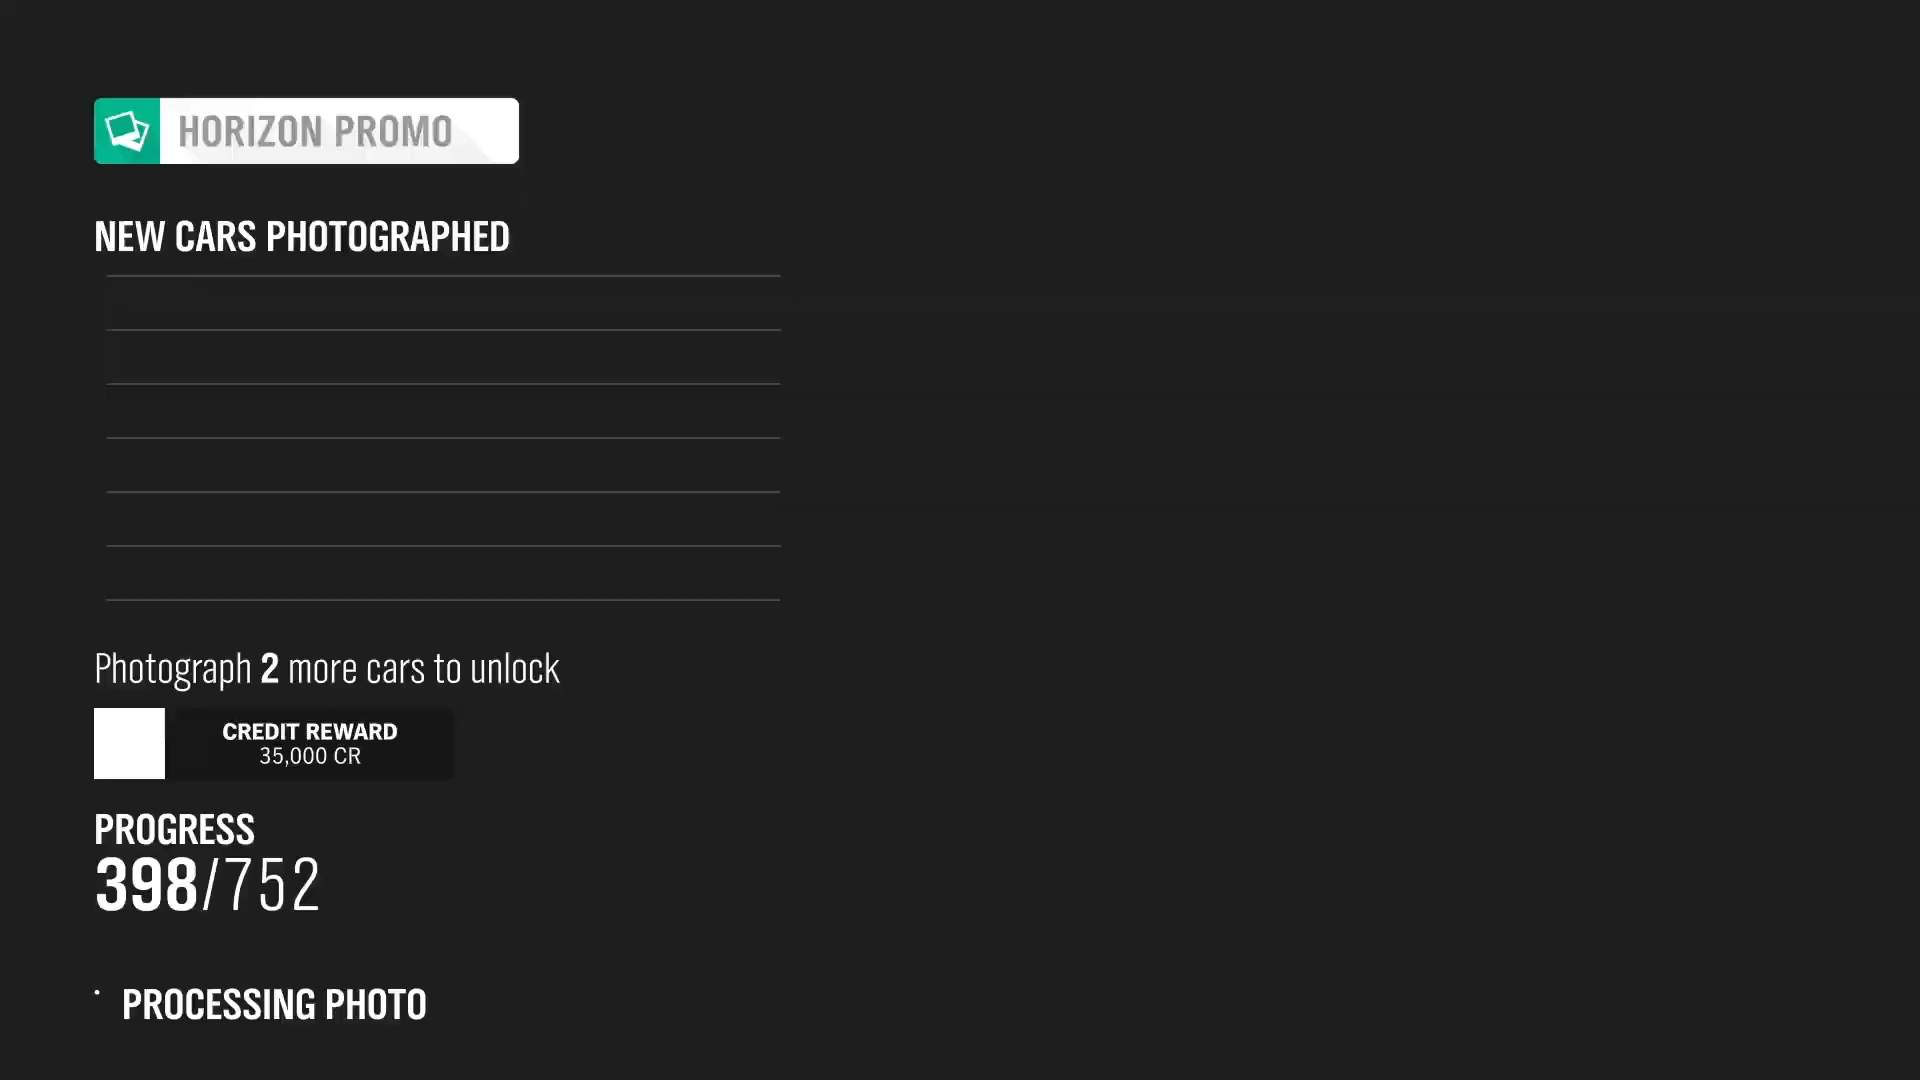 HORIZON PROMO
NEW CARS PHOTOGRAPHED
Photograph 2 more cars to unlock
CREDIT REWARD
35,000 CR
PROGRESS
398/752
PROCESSING PHOTO